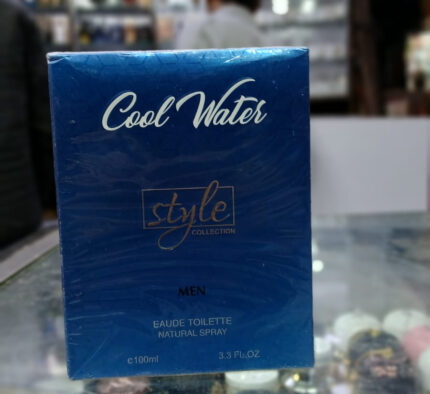 Cool Water
style
COLLECTION
MEN
EAUDE TOILETTE
NATURAL SPRAY
e100ml 3.3 FL.OZ